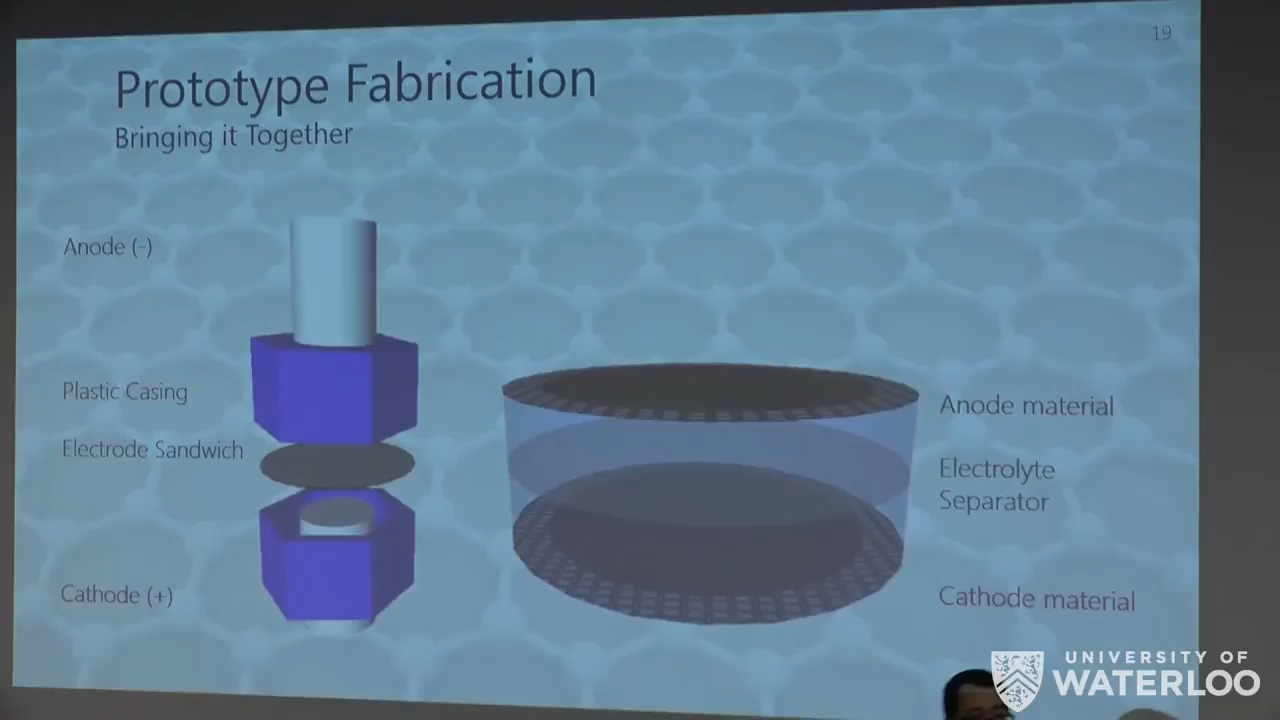 19
Prototype Fabrication
Bringing it Together
Anode (-)
Plastic Casing
Electrode Sandwich
Cathode (+)
Anode material
Electrolyte
Separator
Cathode material
UNIVERSITY OF
WATERLOO